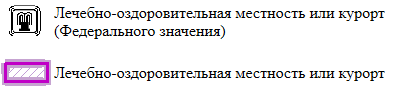 Лечебно-оздоровительная местность или курорт
(Федерального значения)
Лечебно-оздоровительная местность или курорт